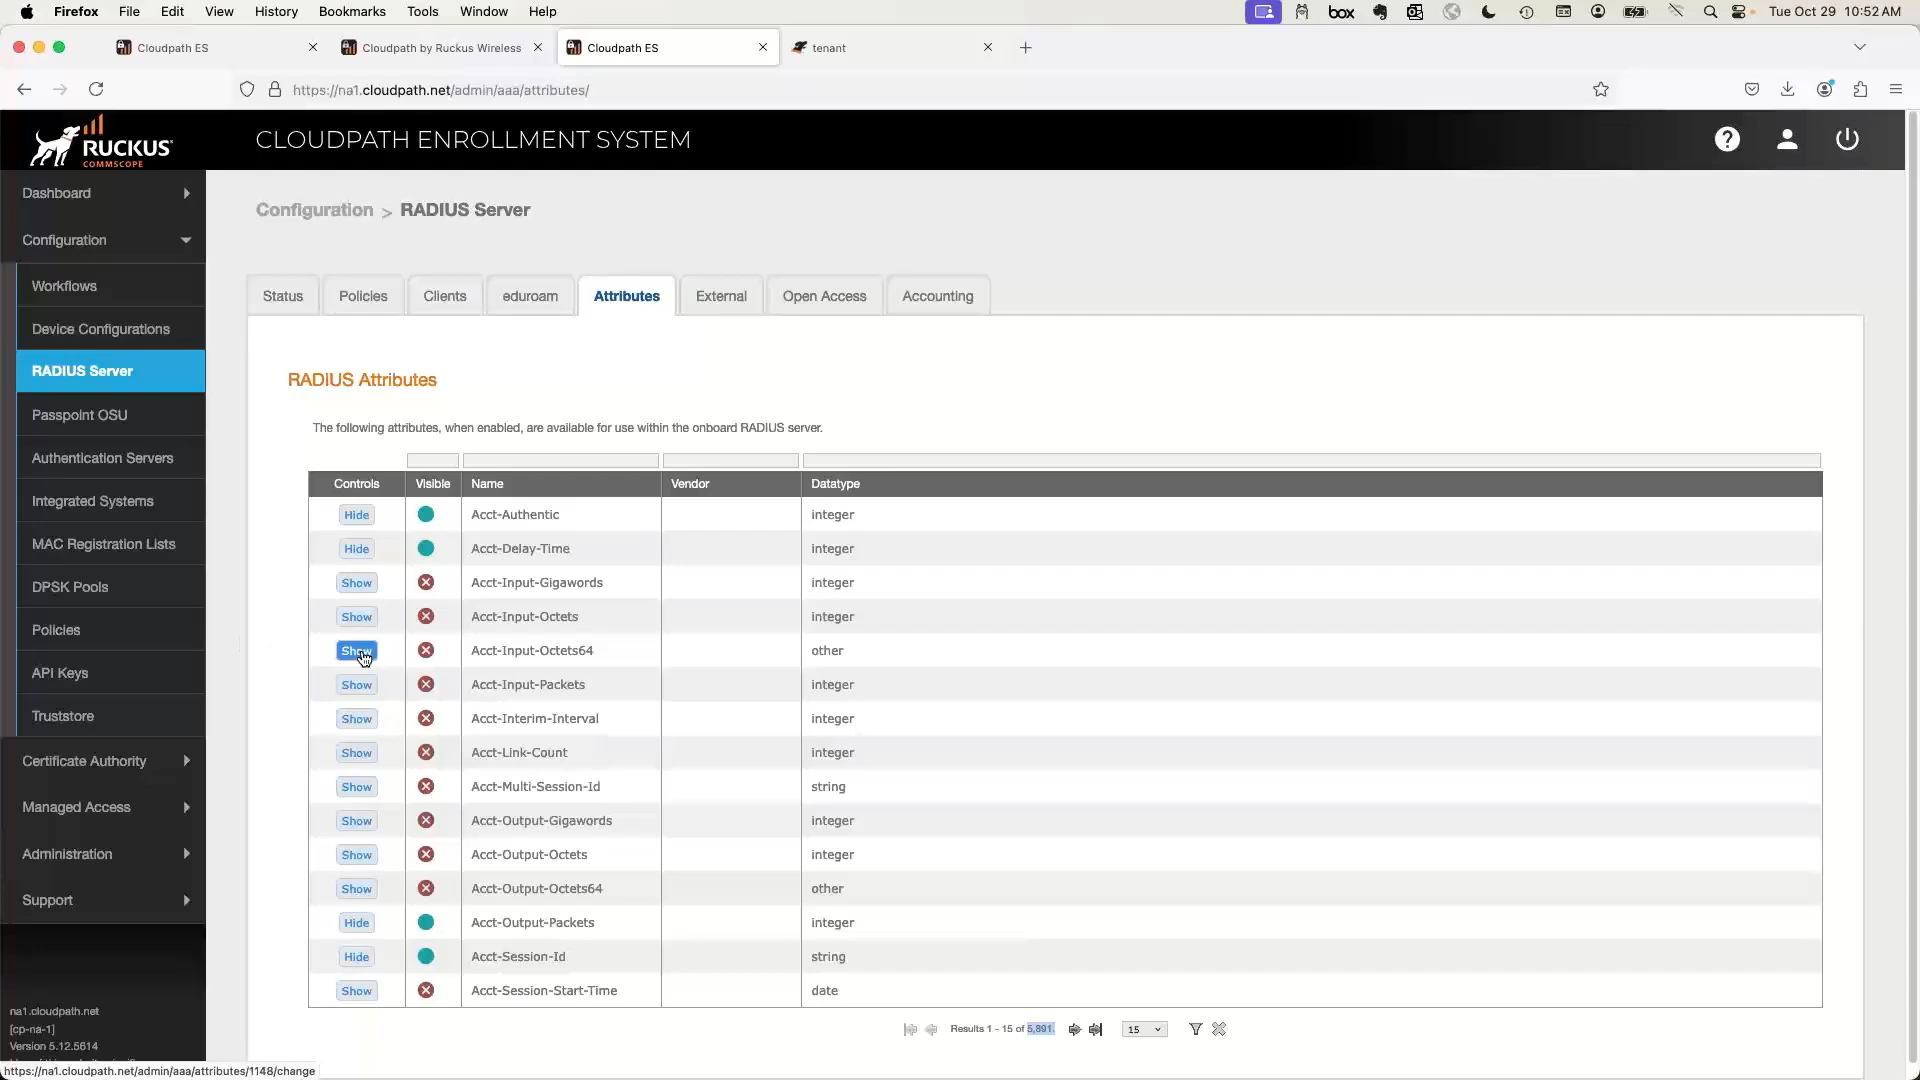 Firefox File Edit View History Bookmarks Tools Window Help box Tue Oct 29 10:52 AM
Cloudpath ES Cloudpath by Ruckus Wireless Cloudpath ES tenant
https://na1.cloudpath.net/admin/aaa/attributes/
RUCKUS COMMSCOPE
CLOUDPATH ENROLLMENT SYSTEM
Dashboard
Configuration
Workflows
Device Configurations
RADIUS Server
Passpoint OSU
Authentication Servers
Integrated Systems
MAC Registration Lists
DPSK Pools
Policies
API Keys
Truststore
Certificate Authority
Managed Access
Administration
Support
na1.cloudpath.net
[cp-na-1]
Version 5.12.5614
https://na1.cloudpath.net/admin/aaa/attributes/1148/change
Configuration > RADIUS Server
Status Policies Clients eduroam Attributes External Open Access Accounting
RADIUS Attributes
The following attributes, when enabled, are available for use within the onboard RADIUS server.
Controls Visible Name Vendor Datatype
Hide Acct-Authentic integer
Hide Acct-Delay-Time integer
Show Acct-Input-Gigawords integer
Show Acct-Input-Octets integer
Show Acct-Input-Octets64 other
Show Acct-Input-Packets integer
Show Acct-Interim-Interval integer
Show Acct-Link-Count integer
Show Acct-Multi-Session-Id string
Show Acct-Output-Gigawords integer
Show Acct-Output-Octets integer
Show Acct-Output-Octets64 other
Hide Acct-Output-Packets integer
Hide Acct-Session-Id string
Show Acct-Session-Start-Time date
Results 1 - 15 of 5,891. 15